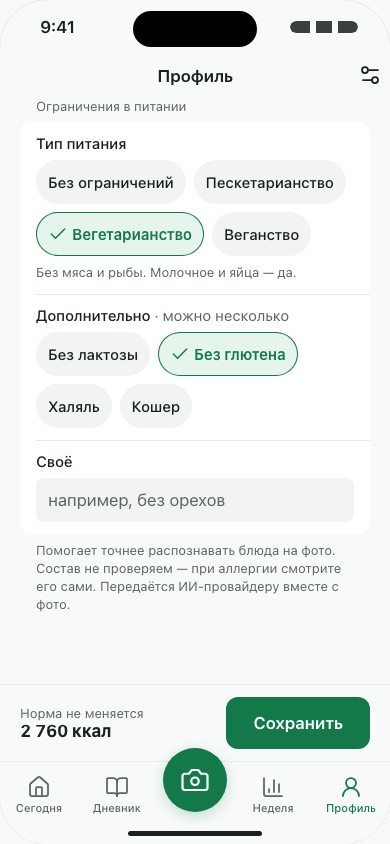 9:41
Профиль
Ограничения в питании
Тип питания
Без ограничений
Пескетарианство
Вегетарианство
Веганство
Без мяса и рыбы. Молочное и яйца — да.
Дополнительно · можно несколько
Без лактозы
Без глютена
Халяль
Кошер
Своё
например, без орехов
Помогает точнее распознавать блюда на фото.
Состав не проверяем — при аллергии смотрите
его сами. Передаётся ИИ-провайдеру вместе с
фото.
Норма не меняется
2 760 ккал
Сохранить
Сегодня
Дневник
Неделя
Профиль